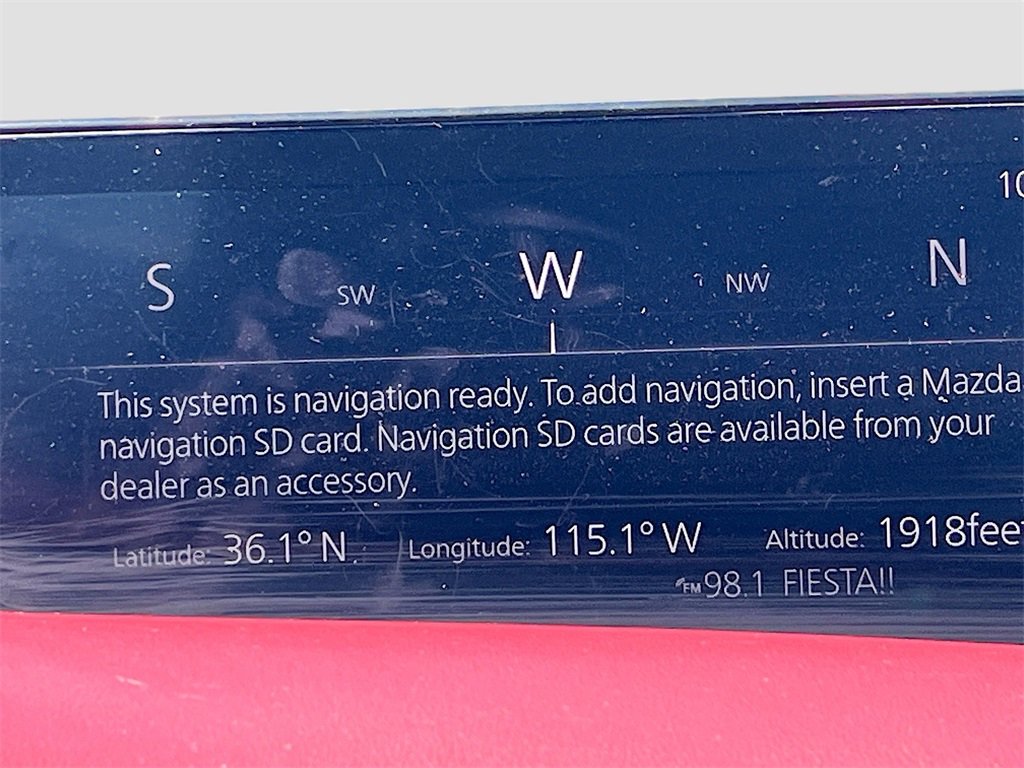 10
S SW W NW N
This system is navigation ready. To add navigation, insert a Mazda
navigation SD card. Navigation SD cards are available from your
dealer as an accessory.
Latitude: 36.1° N Longitude: 115.1° W Altitude: 1918feet
FM 98.1 FIESTA!!